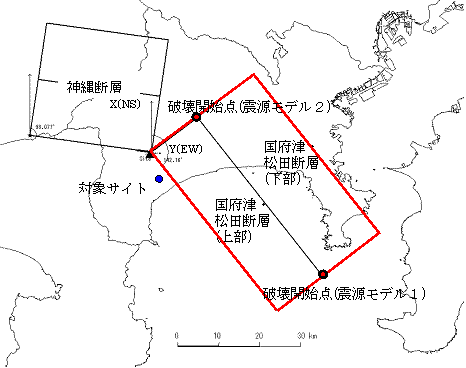 神縄断層
X(NS)
破壊開始点(震源モデル２)
98.077°
Y(EW)
国府津・
松田断層
(下部)
対象サイト
国府津・
松田断層
(上部)
破壊開始点(震源モデル１)
0 10 20 30 km